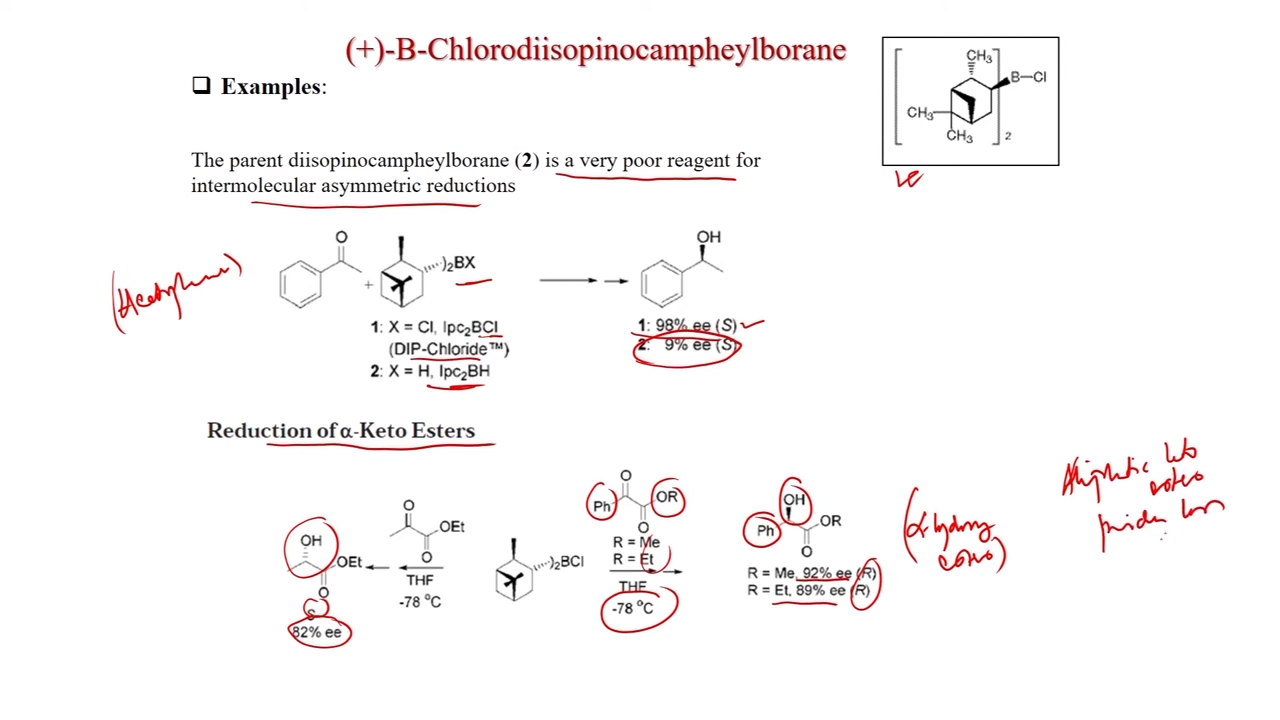 (+)-B-Chlorodiisopinocampheylborane
❑ Examples:
CH₃
B—Cl
CH₃
CH₃
2
The parent diisopinocampheylborane (2) is a very poor reagent for
intermolecular asymmetric reductions
O
+
)₂BX
OH
1: X = Cl, Ipc₂BCl
(DIP-Chloride™)
2: X = H, Ipc₂BH
1: 98% ee (S)
2: 9% ee (S)
Reduction of α-Keto Esters
OH
OEt
O
S
82% ee
O
OEt
O
THF
-78 °C
)₂BCl
O
Ph
OR
O
R = Me
R = Et
THF
-78 °C
OH
Ph
OR
O
R = Me, 92% ee (R)
R = Et, 89% ee (R)
(α-hydroxy
Aliphatic keto